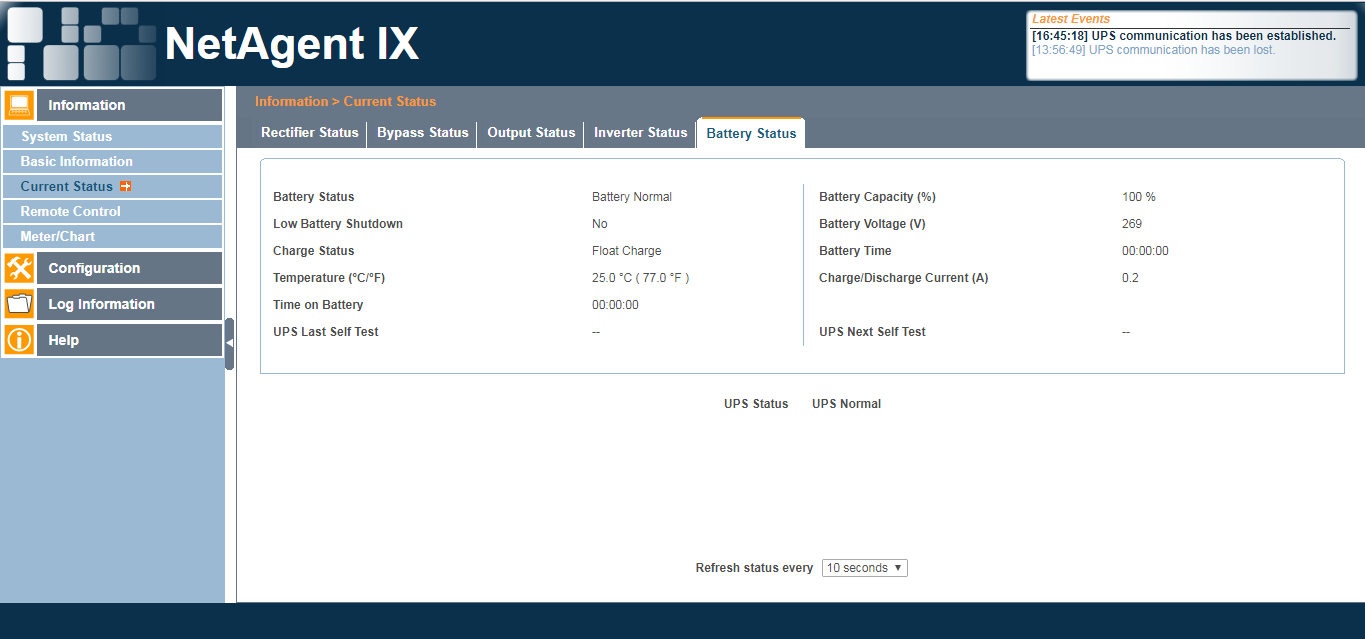 NetAgent IX
Latest Events
[16:45:18] UPS communication has been established.
[13:56:49] UPS communication has been lost.
Information
System Status
Basic Information
Current Status
Remote Control
Meter/Chart
Configuration
Log Information
Help
Information > Current Status
Rectifier Status Bypass Status Output Status Inverter Status Battery Status
Battery Status Battery Normal Battery Capacity (%) 100 %
Low Battery Shutdown No Battery Voltage (V) 269
Charge Status Float Charge Battery Time 00:00:00
Temperature (°C/°F) 25.0 °C ( 77.0 °F ) Charge/Discharge Current (A) 0.2
Time on Battery 00:00:00
UPS Last Self Test -- UPS Next Self Test --
UPS Status UPS Normal
Refresh status every 10 seconds